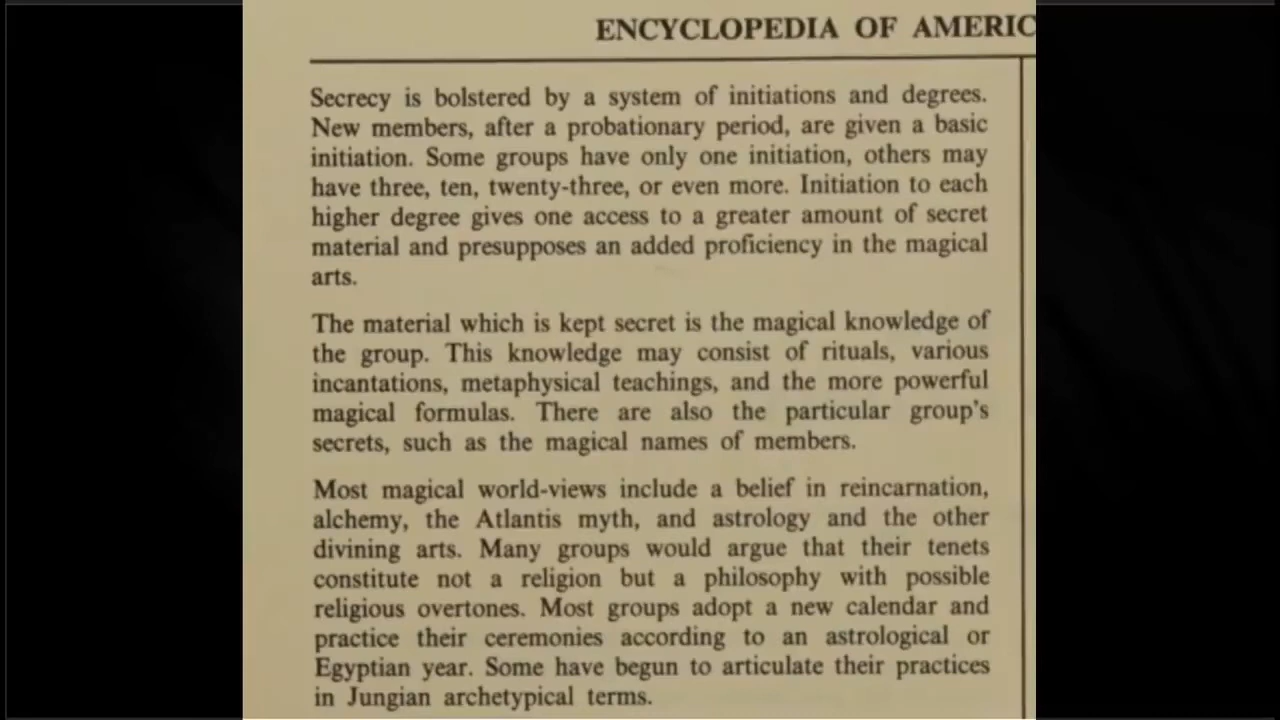 ENCYCLOPEDIA OF AMERIC
Secrecy is bolstered by a system of initiations and degrees.
New members, after a probationary period, are given a basic
initiation. Some groups have only one initiation, others may
have three, ten, twenty-three, or even more. Initiation to each
higher degree gives one access to a greater amount of secret
material and presupposes an added proficiency in the magical
arts.
The material which is kept secret is the magical knowledge of
the group. This knowledge may consist of rituals, various
incantations, metaphysical teachings, and the more powerful
magical formulas. There are also the particular group's
secrets, such as the magical names of members.
Most magical world-views include a belief in reincarnation,
alchemy, the Atlantis myth, and astrology and the other
divining arts. Many groups would argue that their tenets
constitute not a religion but a philosophy with possible
religious overtones. Most groups adopt a new calendar and
practice their ceremonies according to an astrological or
Egyptian year. Some have begun to articulate their practices
in Jungian archetypical terms.